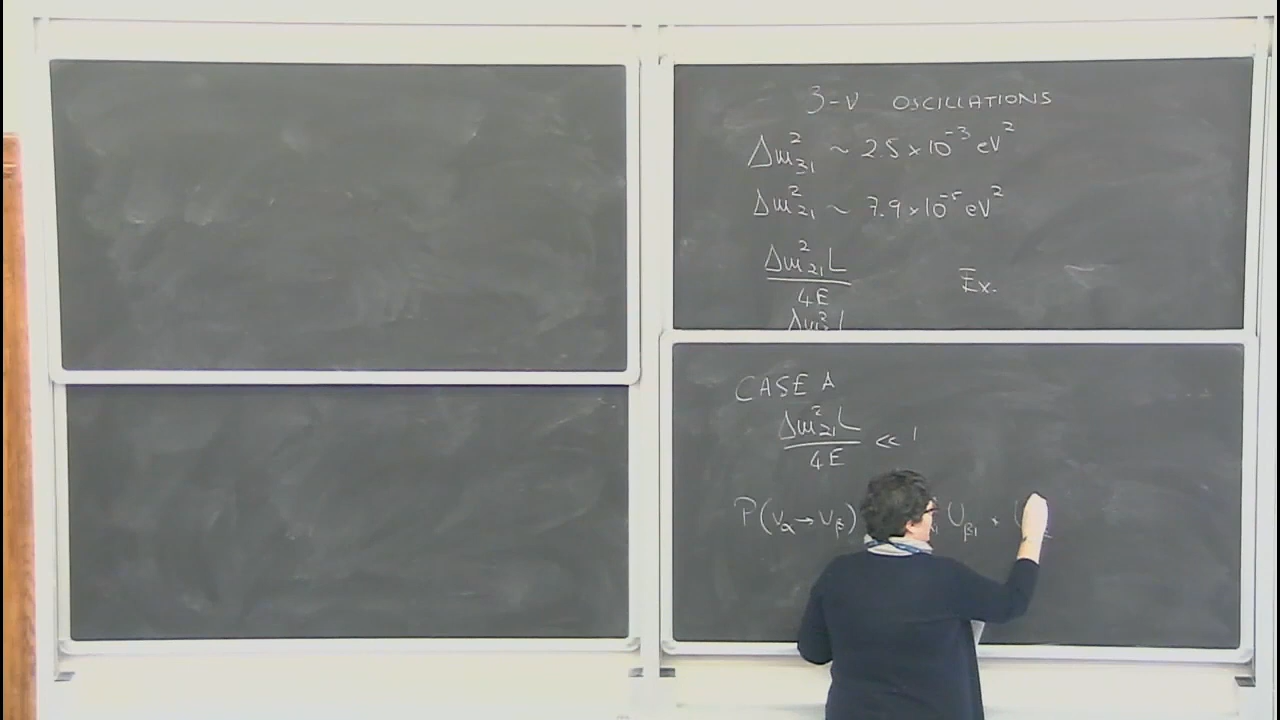 3-ν OSCILLATIONS
Δm²₃₁ ~ 2.5 × 10⁻³ eV²
Δm²₂₁ ~ 7.9 × 10⁻⁵ eV²
Δm²₂₁ L
4E
Ex.
CASE A
Δm²₂₁ L
4E
≪ 1
P(ν_α → ν_β) U_β1 +